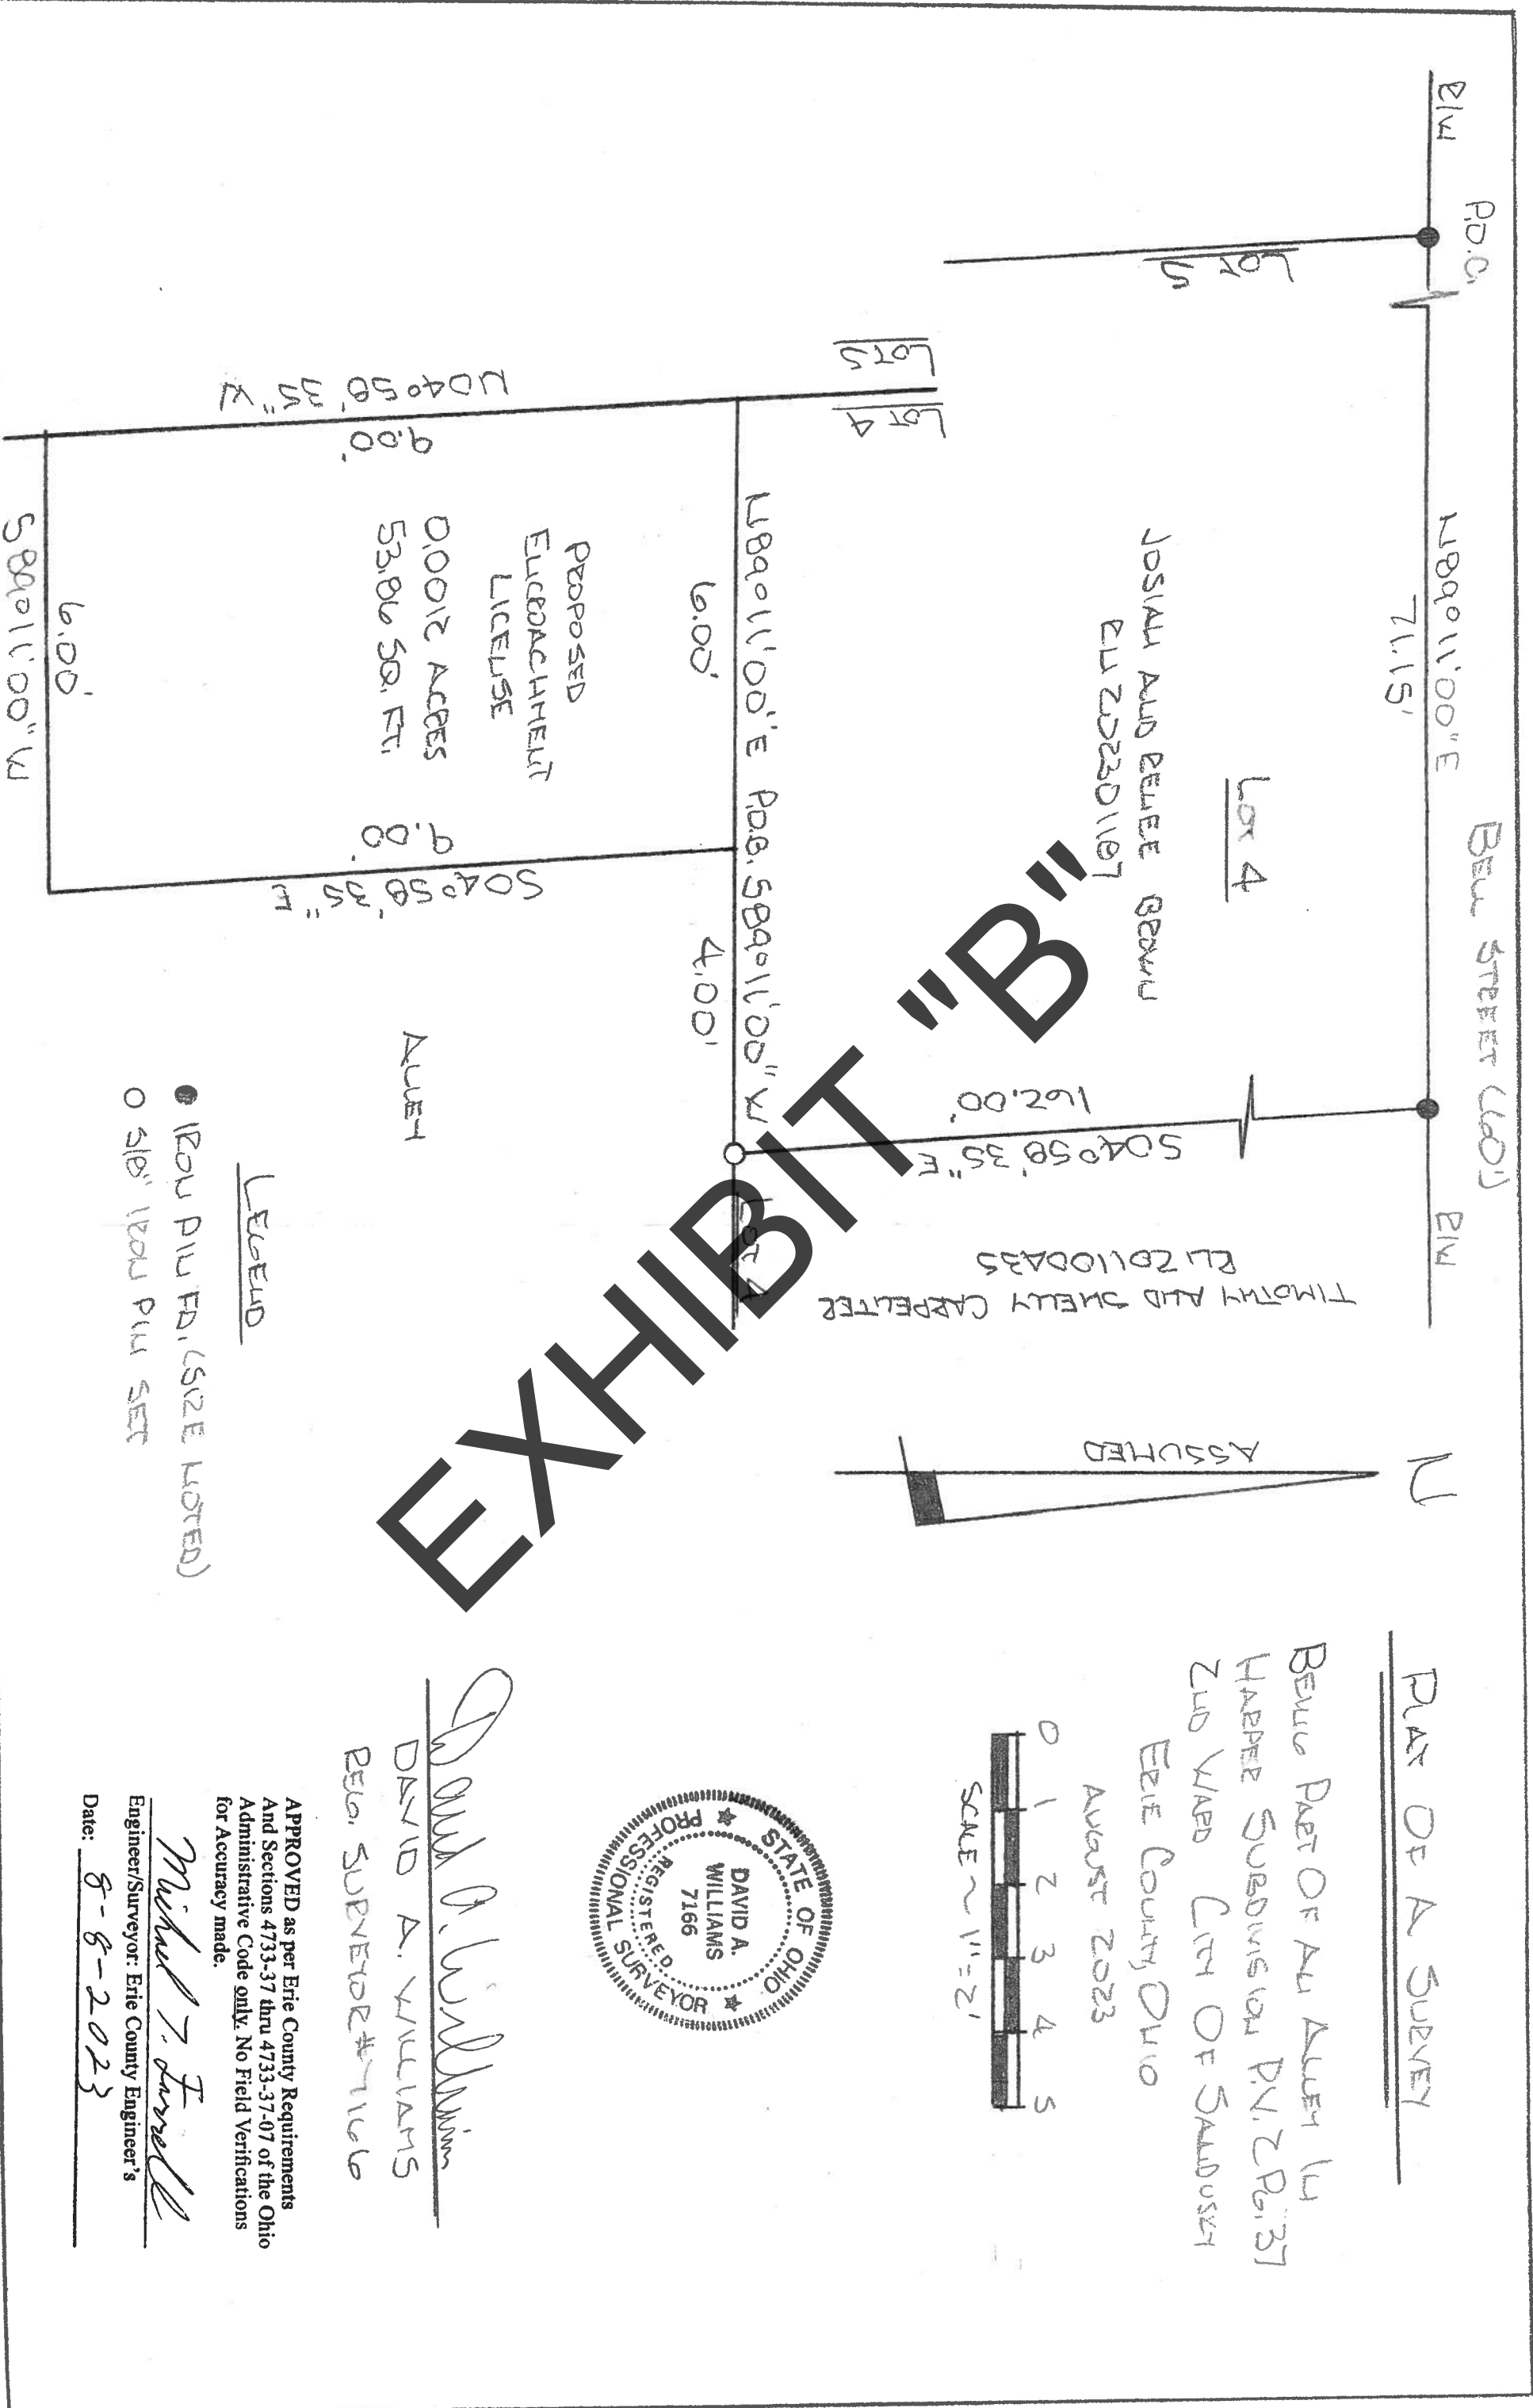 PLAT OF A SURVEY
BEING PART OF AN ALLEY IN
HARPER SUBDIVISION P.V. 2 PG. 37
2ND WARD CITY OF SANDUSKY
ERIE COUNTY, OHIO
AUGUST 2023
0 1 2 3 4 5
SCALE ~ 1"=2'
STATE OF OHIO
DAVID A.
WILLIAMS
7166
REGISTERED
PROFESSIONAL SURVEYOR
David A. Williams
DAVID A. WILLIAMS
REG. SURVEYOR #7166
APPROVED as per Erie County Requirements
And Sections 4733-37 thru 4733-37-07 of the Ohio
Administrative Code only. No Field Verifications
for Accuracy made.
Michael T. Farrell
Engineer/Surveyor: Erie County Engineer's
Date: 8-8-2023
BELL STREET (60')
R/W
P.O.C.
N89°11'00"E
71.15'
R/W
LOT 5
LOT 4
JOSIAH AND RENEE BROWN
RN 202301187
162.00'
S04°58'35"E
TIMOTHY AND SHELLY CARPENTER
RN 201100435
N
ASSUMED
LOT 5
LOT 4
N89°11'00"E P.O.B. S89°11'00"W
6.00'
4.00'
LOT 4
N04°58'35"W
9.00'
PROPOSED
ENCROACHMENT
LICENSE
0.0012 ACRES
53.86 SQ. FT.
9.00'
S04°58'35"E
6.00'
S89°11'00"W
ALLEY
LEGEND
● IRON PIN FD. (SIZE NOTED)
○ 5/8" IRON PIN SET
EXHIBIT "B"